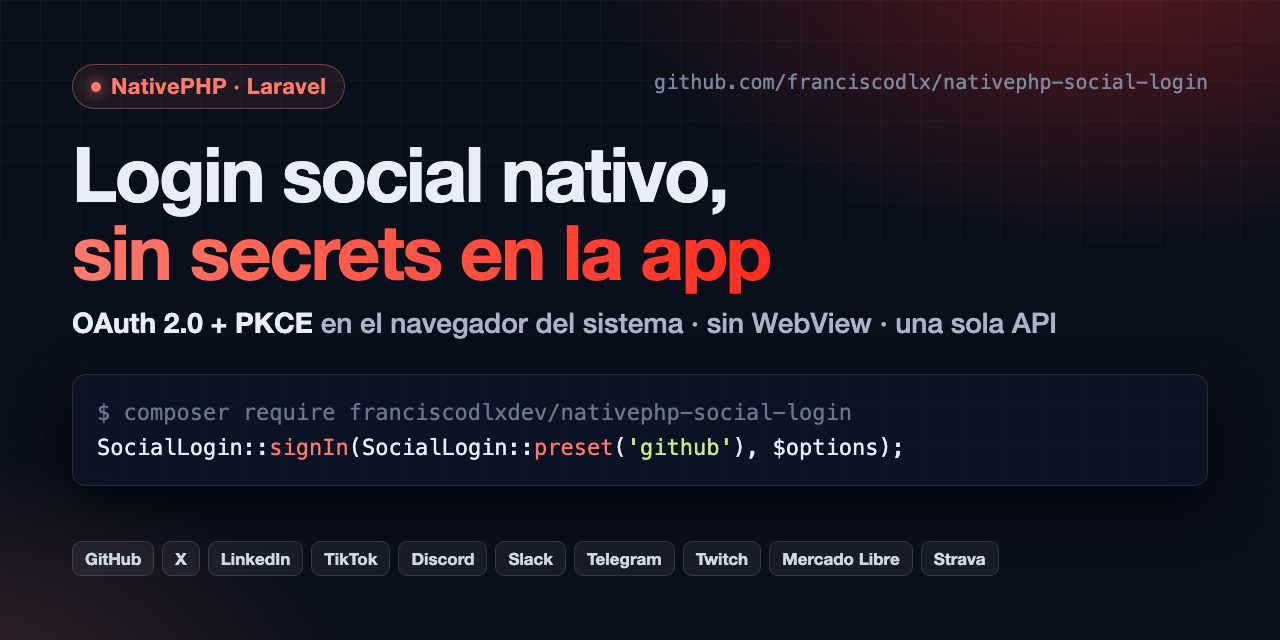 NativePHP · Laravel
github.com/franciscodlx/nativephp-social-login
Login social nativo,
sin secrets en la app
OAuth 2.0 + PKCE en el navegador del sistema · sin WebView · una sola API
$ composer require franciscodlxdev/nativephp-social-login
SocialLogin::signIn(SocialLogin::preset('github'), $options);
GitHub X LinkedIn TikTok Discord Slack Telegram Twitch Mercado Libre Strava